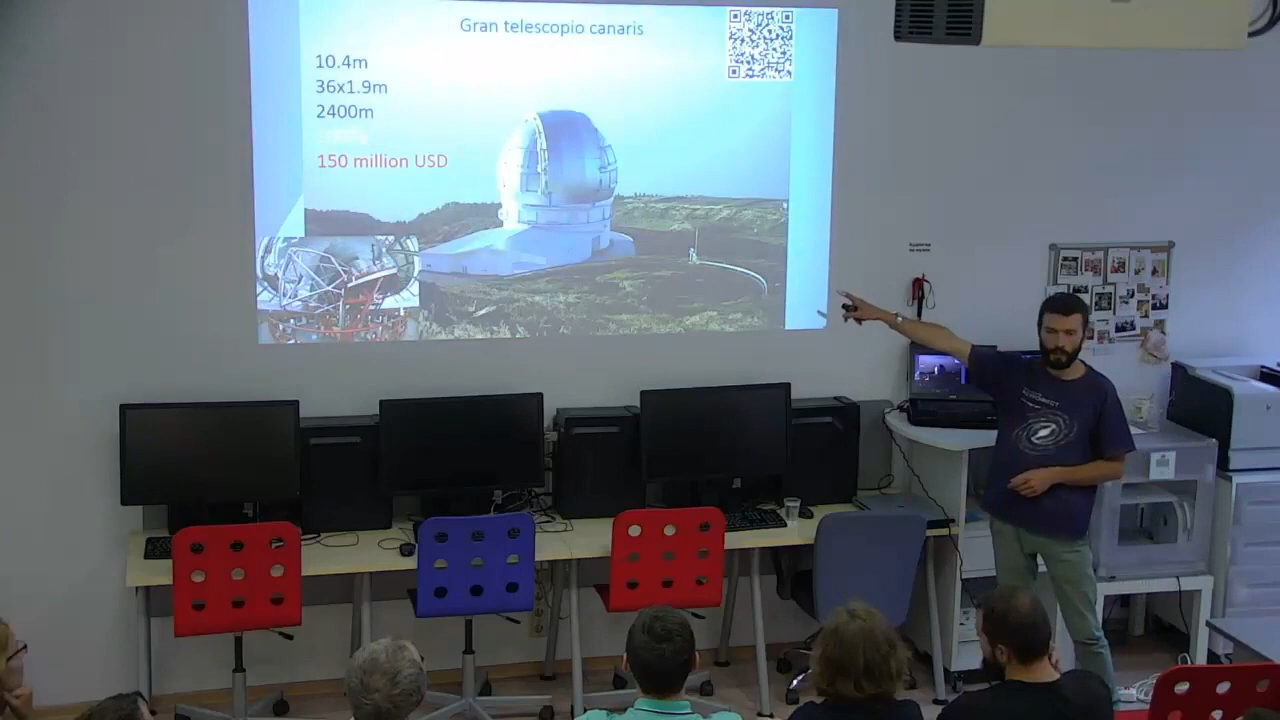 Gran telescopio canaris
10.4m
36x1.9m
2400m
150 million USD